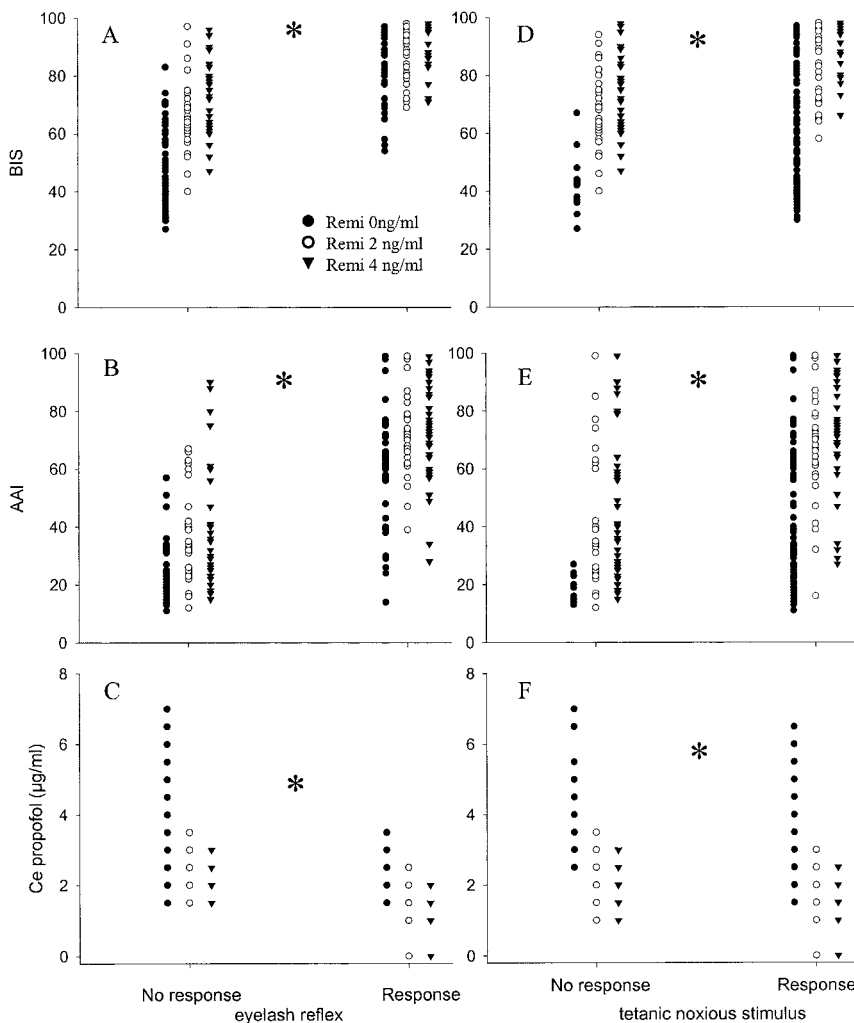 A
D
*
*
100
80
60
40
20
0
BIS
Remi 0ng/ml
Remi 2 ng/ml
Remi 4 ng/ml
100
80
60
40
20
0
B
E
*
*
100
80
60
40
20
0
AAI
100
80
60
40
20
0
C
F
*
*
8
6
4
2
0
Ce propofol (µg/ml)
8
6
4
2
0
No response
Response
eyelash reflex
No response
Response
tetanic noxious stimulus